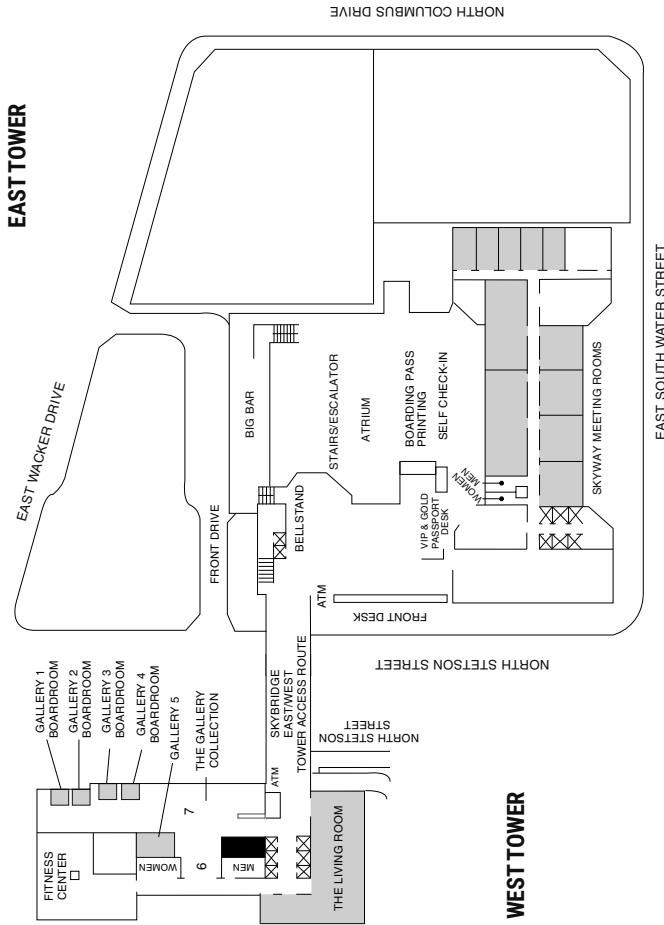 EAST TOWER
NORTH COLUMBUS DRIVE
EAST WACKER DRIVE
FRONT DRIVE
BIG BAR
STAIRS/ESCALATOR
ATRIUM
BOARDING PASS
PRINTING
SELF CHECK-IN
BELLSTAND
VIP & GOLD
PASSPORT
DESK
WOMEN
MEN
SKYWAY MEETING ROOMS
EAST SOUTH WATER STREET
ATM
FRONT DESK
NORTH STETSON STREET
GALLERY 1
BOARDROOM
GALLERY 2
BOARDROOM
GALLERY 3
BOARDROOM
GALLERY 4
BOARDROOM
GALLERY 5
THE GALLERY
COLLECTION
SKYBRIDGE
EAST/WEST
TOWER ACCESS ROUTE
NORTH STETSON
STREET
ATM
7
FITNESS
CENTER
WOMEN
6
MEN
THE LIVING ROOM
WEST TOWER